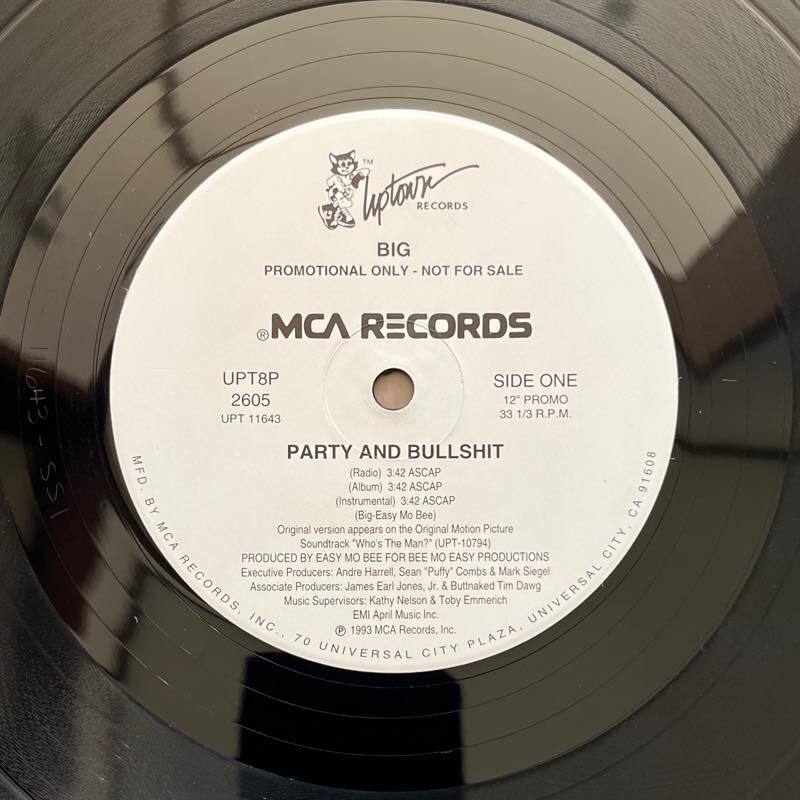 TM
Uptown
RECORDS
BIG
PROMOTIONAL ONLY - NOT FOR SALE
®MCA RECORDS
UPT8P
2605
UPT 11643
SIDE ONE
12" PROMO
33 1/3 R.P.M.
PARTY AND BULLSHIT
(Radio) 3:42 ASCAP
(Album) 3:42 ASCAP
(Instrumental) 3:42 ASCAP
(Big-Easy Mo Bee)
Original version appears on the Original Motion Picture
Soundtrack "Who's The Man?" (UPT-10794)
PRODUCED BY EASY MO BEE FOR BEE MO EASY PRODUCTIONS
Executive Producers: Andre Harrell, Sean "Puffy" Combs & Mark Siegel
Associate Producers: James Earl Jones, Jr. & Buttnaked Tim Dawg
Music Supervisors: Kathy Nelson & Toby Emmerich
EMI April Music Inc.
℗ 1993 MCA Records, Inc.
MFD. BY MCA RECORDS, INC., 70 UNIVERSAL CITY PLAZA, UNIVERSAL CITY, CA 91608
11643-SS1